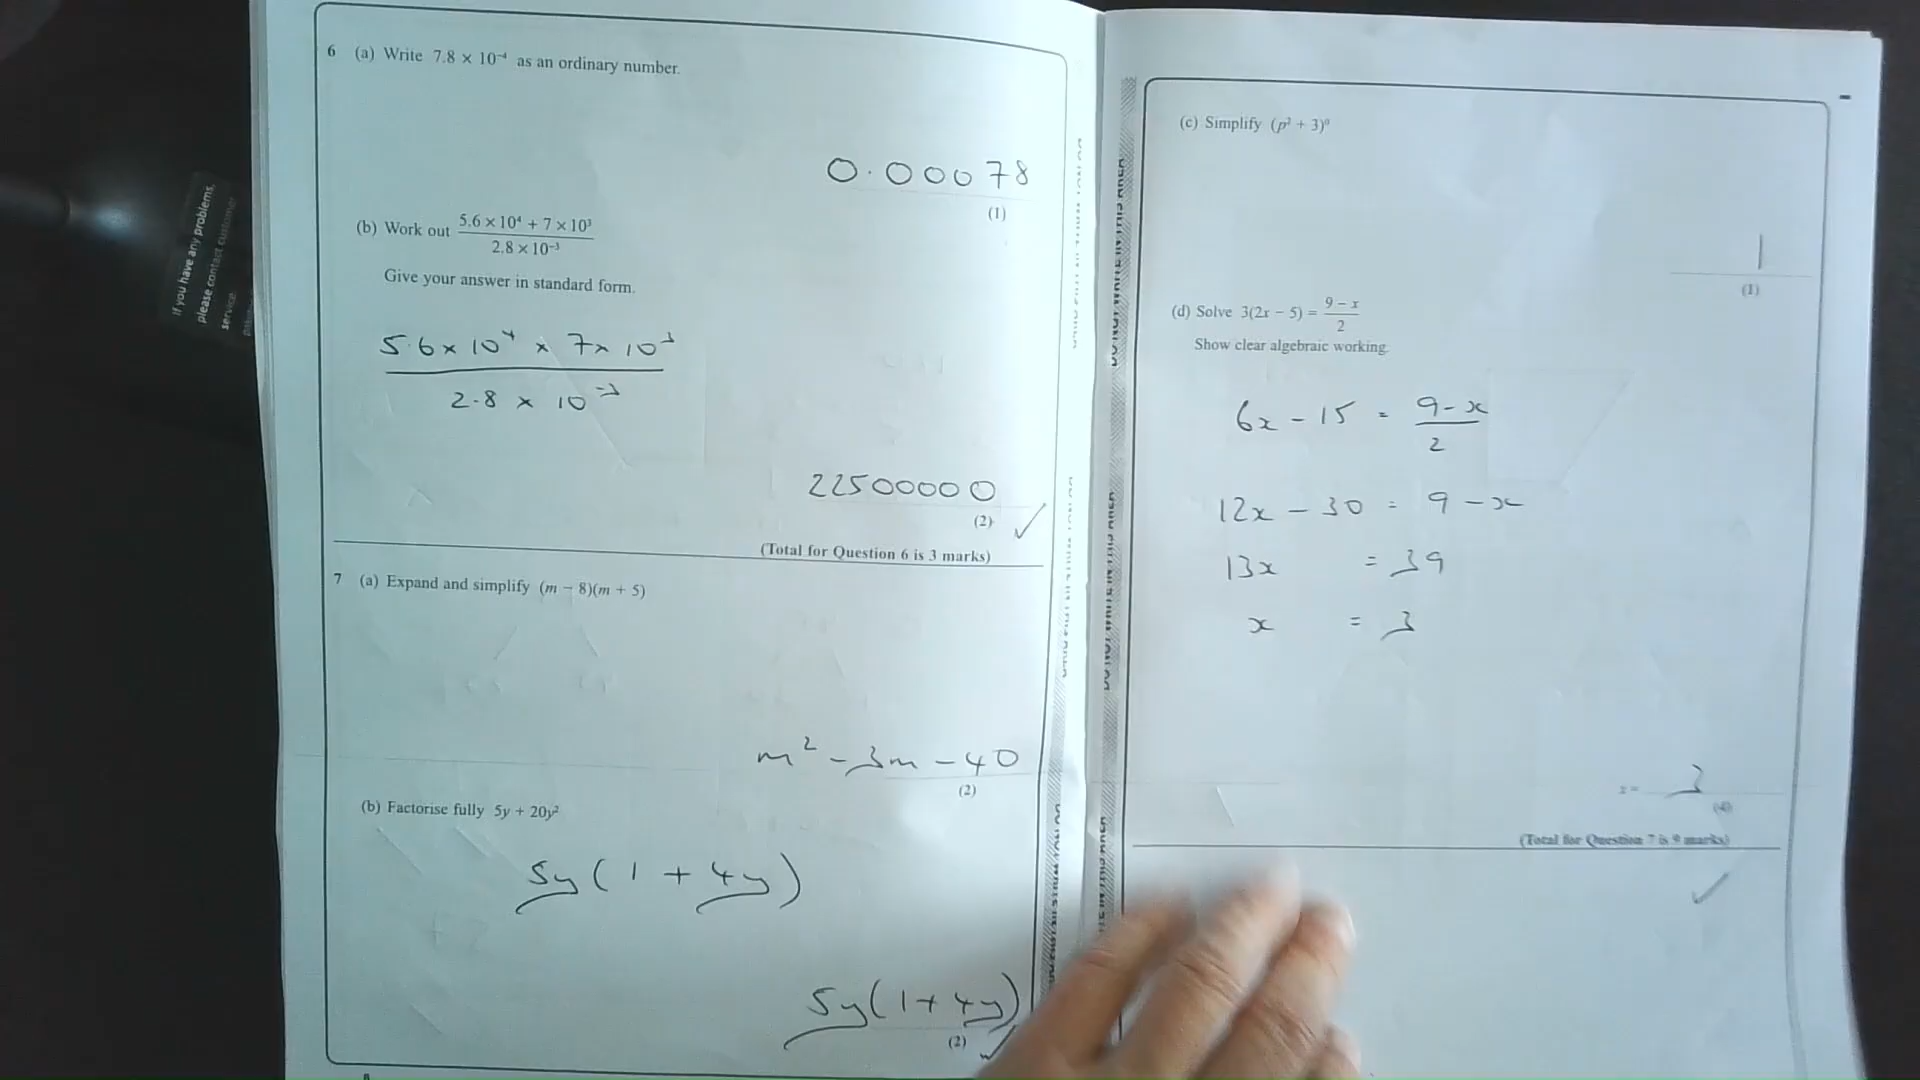 6 (a) Write 7.8 × 10⁻⁴ as an ordinary number.
0.00078
(1)
(b) Work out (5.6 × 10⁴ + 7 × 10³) / (2.8 × 10⁻³)
Give your answer in standard form.
5.6 × 10⁴ × 7 × 10³
2.8 × 10⁻³
22500000
(2) ✓
(Total for Question 6 is 3 marks)
7 (a) Expand and simplify (m − 8)(m + 5)
m² − 3m − 40
(2)
(b) Factorise fully 5y + 20y²
5y(1 + 4y)
5y(1 + 4y)
(2) ✓
(c) Simplify (p² + 3)⁰
1
(1)
(d) Solve 3(2x − 5) = (9 − x) / 2
Show clear algebraic working.
6x − 15 = (9 − x) / 2
12x − 30 = 9 − x
13x = 39
x = 3
x = 3
(4)
(Total for Question 7 is 9 marks)
✓
If you have any problems,
please contact customer
service